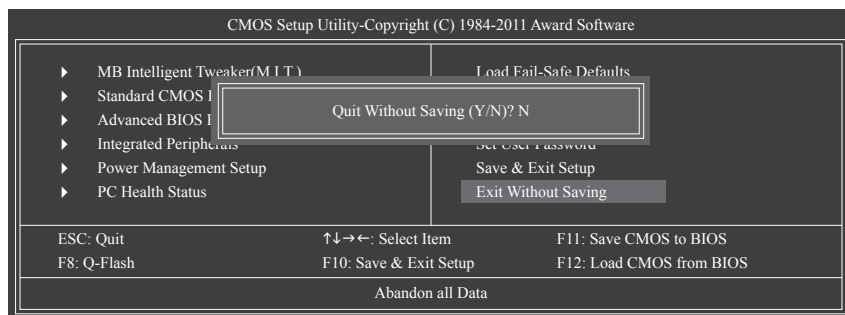 CMOS Setup Utility-Copyright (C) 1984-2011 Award Software
MB Intelligent Tweaker(M.I.T.)
Standard CMOS
Advanced BIOS
Integrated Peripherals
Power Management Setup
PC Health Status
Load Fail-Safe Defaults
Set User Password
Save & Exit Setup
Exit Without Saving
Quit Without Saving (Y/N)? N
ESC: Quit
↑↓→←: Select Item
F11: Save CMOS to BIOS
F8: Q-Flash
F10: Save & Exit Setup
F12: Load CMOS from BIOS
Abandon all Data